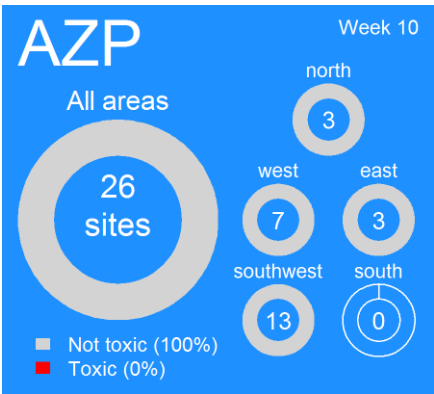 AZP
Week 10
All areas
26
sites
north
3
west
7
east
3
southwest
13
south
0
Not toxic (100%)
Toxic (0%)